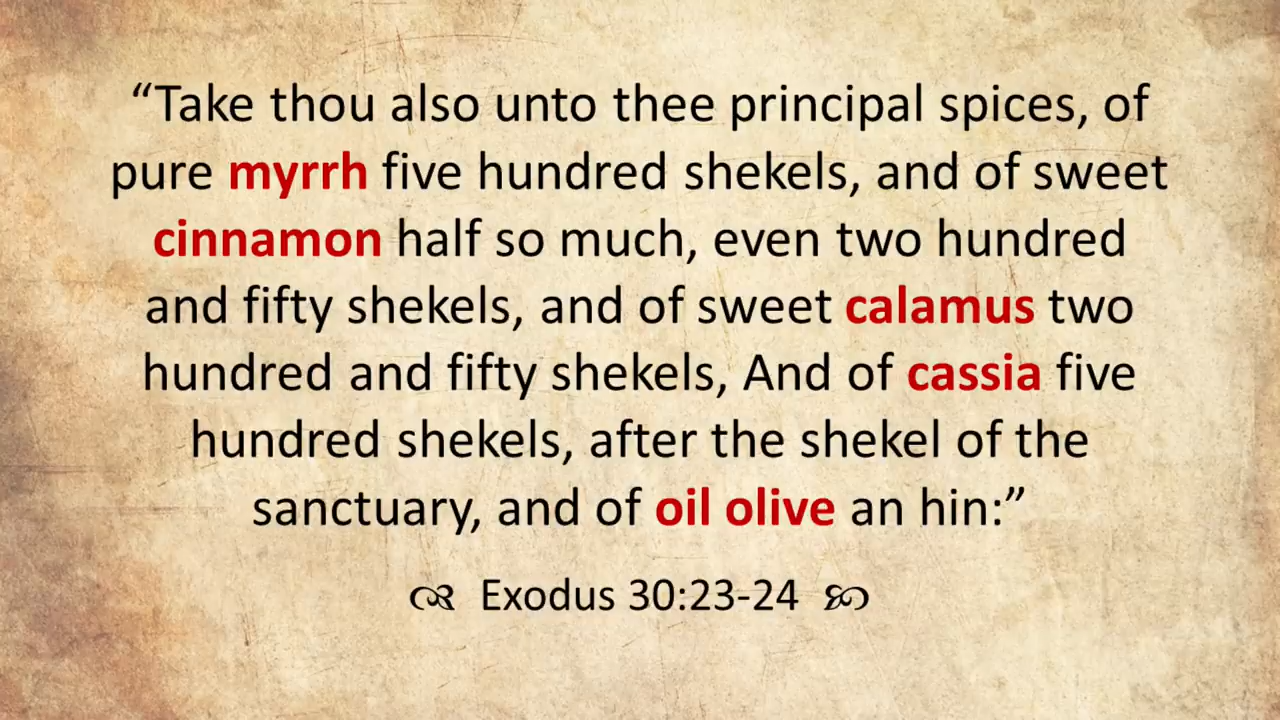 “Take thou also unto thee principal spices, of
pure myrrh five hundred shekels, and of sweet
cinnamon half so much, even two hundred
and fifty shekels, and of sweet calamus two
hundred and fifty shekels, And of cassia five
hundred shekels, after the shekel of the
sanctuary, and of oil olive an hin:”
Exodus 30:23-24